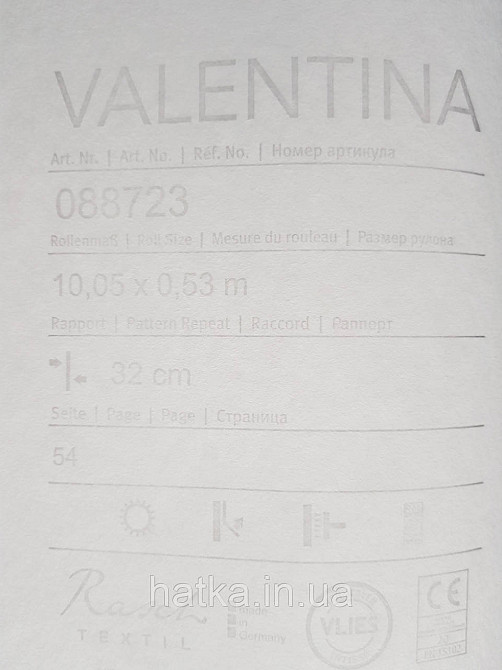 VALENTINA
Art. Nr. | Art. No. | Réf. No. | Номер артикула
088723
Rollenmaß | Roll Size | Mesure du rouleau | Размер рулона
10,05 x 0,53 m
Rapport | Pattern Repeat | Raccord | Раппорт
32 cm
Seite | Page | Page | Страница
54
hatka.in.ua
Rasch
TEXTIL
Made
in
Germany
VLIES
CE